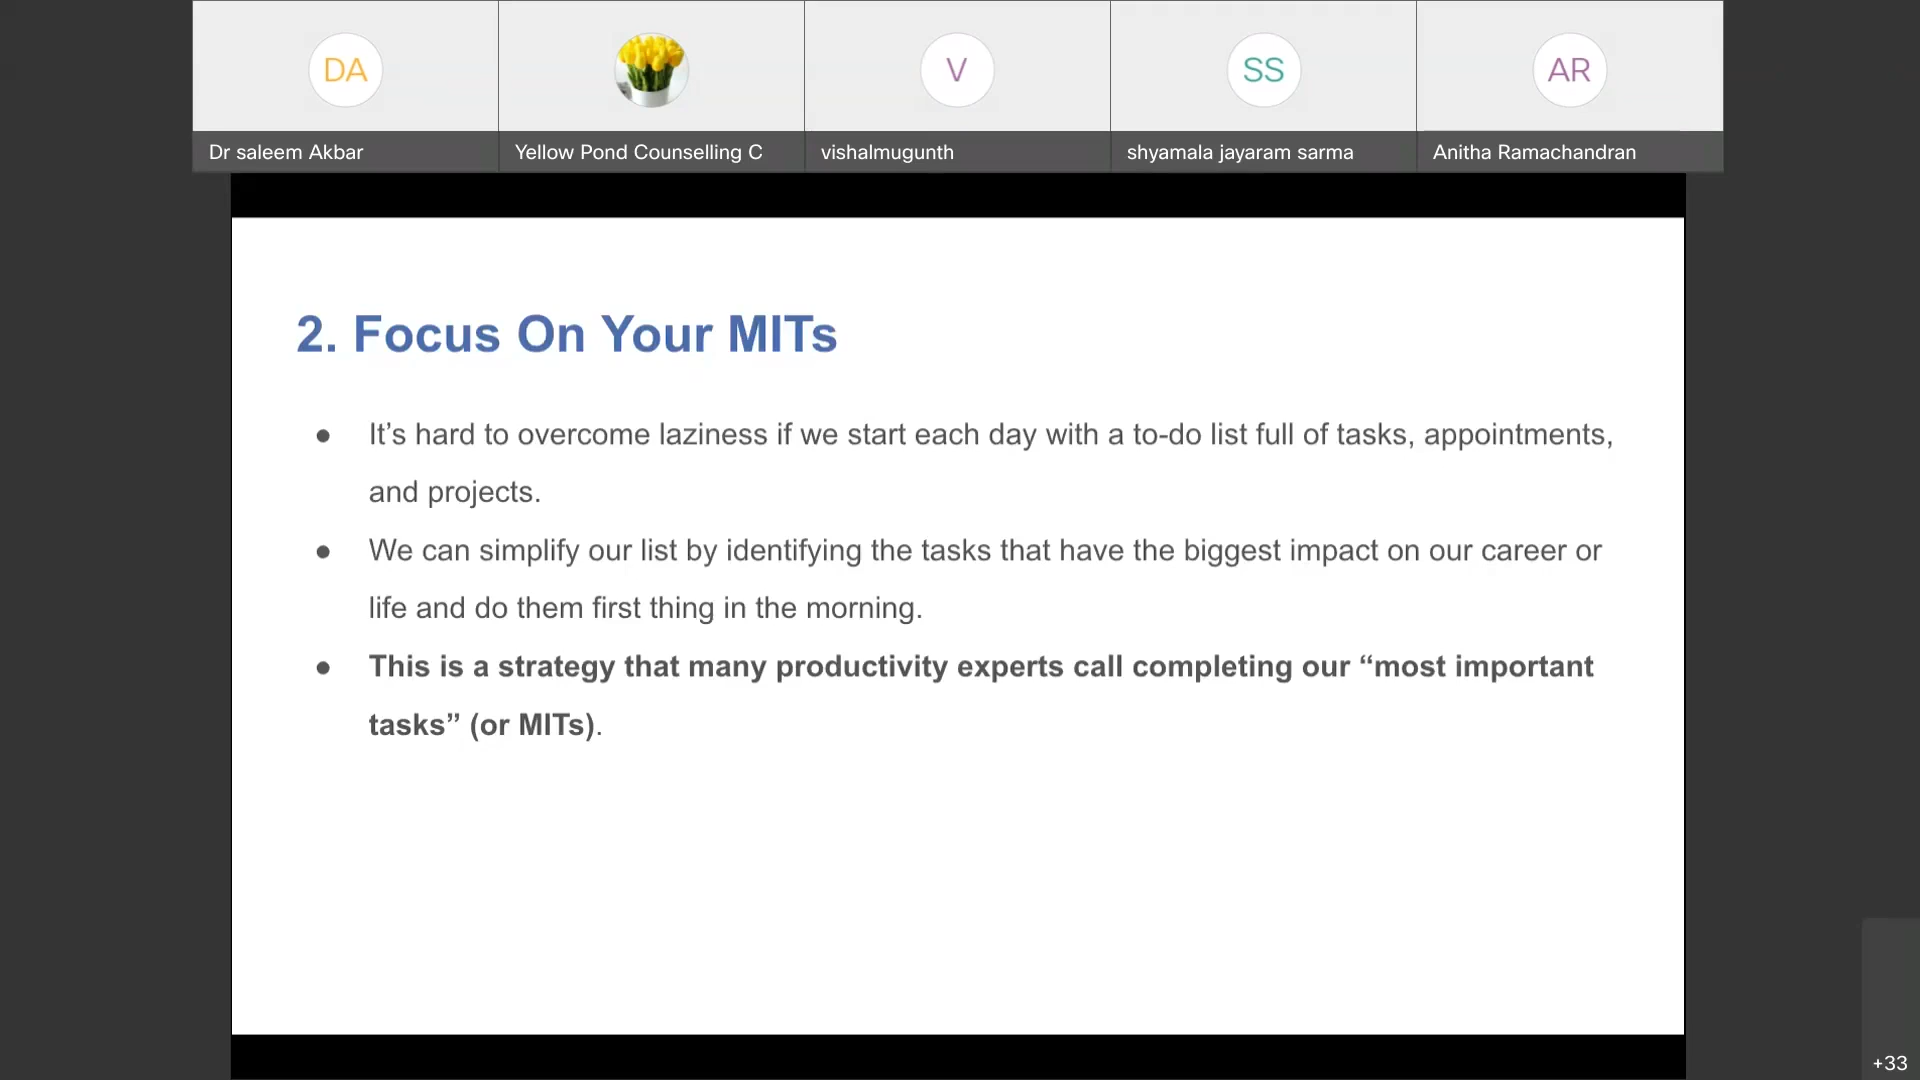 DA
V
SS
AR
Dr saleem Akbar
Yellow Pond Counselling C
vishalmugunth
shyamala jayaram sarma
Anitha Ramachandran
2. Focus On Your MITs
● It’s hard to overcome laziness if we start each day with a to-do list full of tasks, appointments,
and projects.
● We can simplify our list by identifying the tasks that have the biggest impact on our career or
life and do them first thing in the morning.
● This is a strategy that many productivity experts call completing our “most important
tasks” (or MITs).
+33